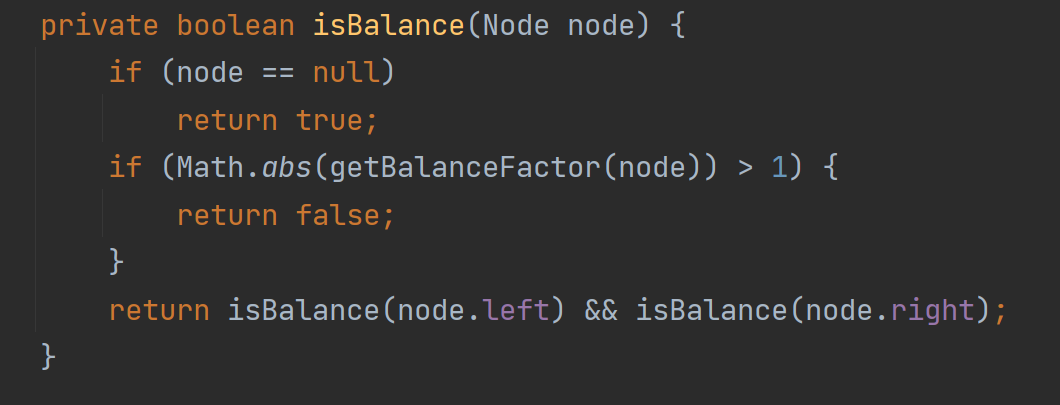 private boolean isBalance(Node node) {
    if (node == null)
        return true;
    if (Math.abs(getBalanceFactor(node)) > 1) {
        return false;
    }
    return isBalance(node.left) && isBalance(node.right);
}